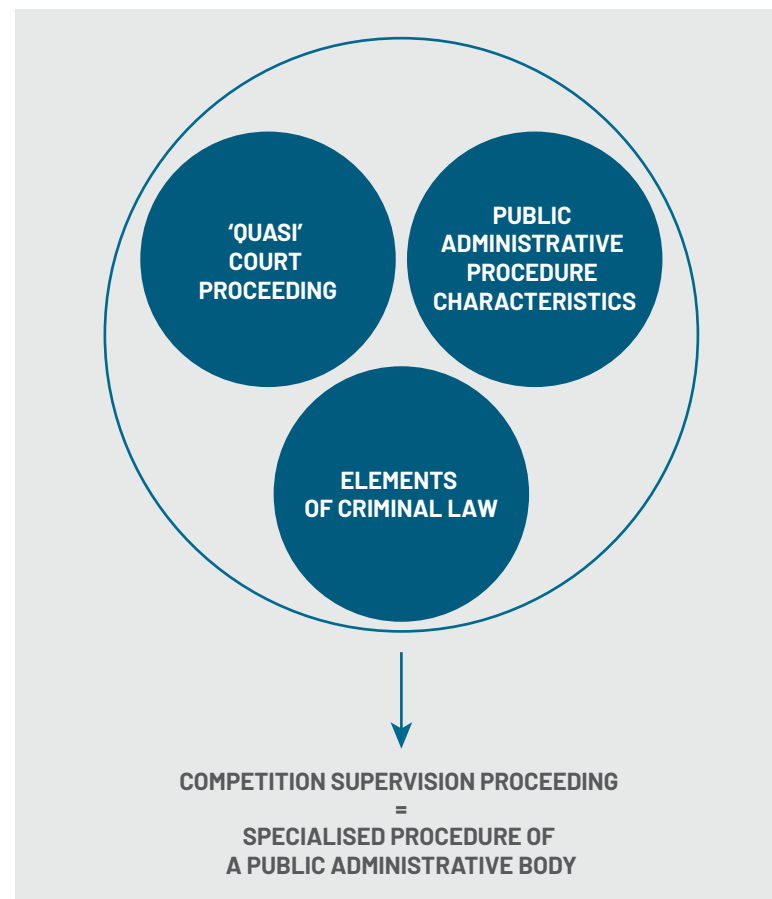 ‘QUASI’
COURT
PROCEEDING
PUBLIC
ADMINISTRATIVE
PROCEDURE
CHARACTERISTICS
ELEMENTS
OF CRIMINAL LAW
COMPETITION SUPERVISION PROCEEDING
=
SPECIALISED PROCEDURE OF
A PUBLIC ADMINISTRATIVE BODY